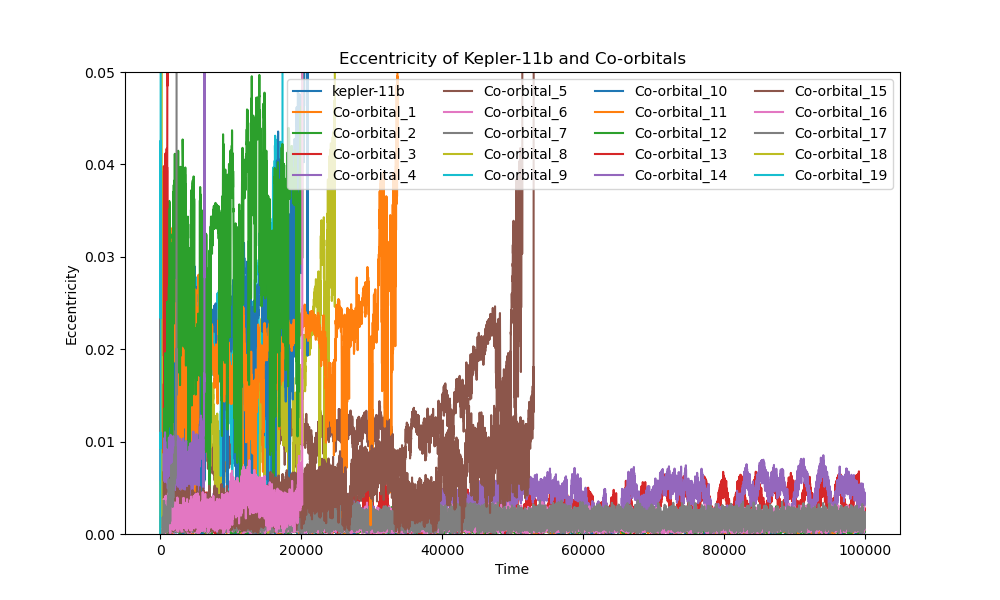 Eccentricity of Kepler-11b and Co-orbitals
0.05
0.04
0.03
0.02
0.01
0.00
Eccentricity
kepler-11b
Co-orbital_1
Co-orbital_2
Co-orbital_3
Co-orbital_4
Co-orbital_5
Co-orbital_6
Co-orbital_7
Co-orbital_8
Co-orbital_9
Co-orbital_10
Co-orbital_11
Co-orbital_12
Co-orbital_13
Co-orbital_14
Co-orbital_15
Co-orbital_16
Co-orbital_17
Co-orbital_18
Co-orbital_19
0 20000 40000 60000 80000 100000
Time